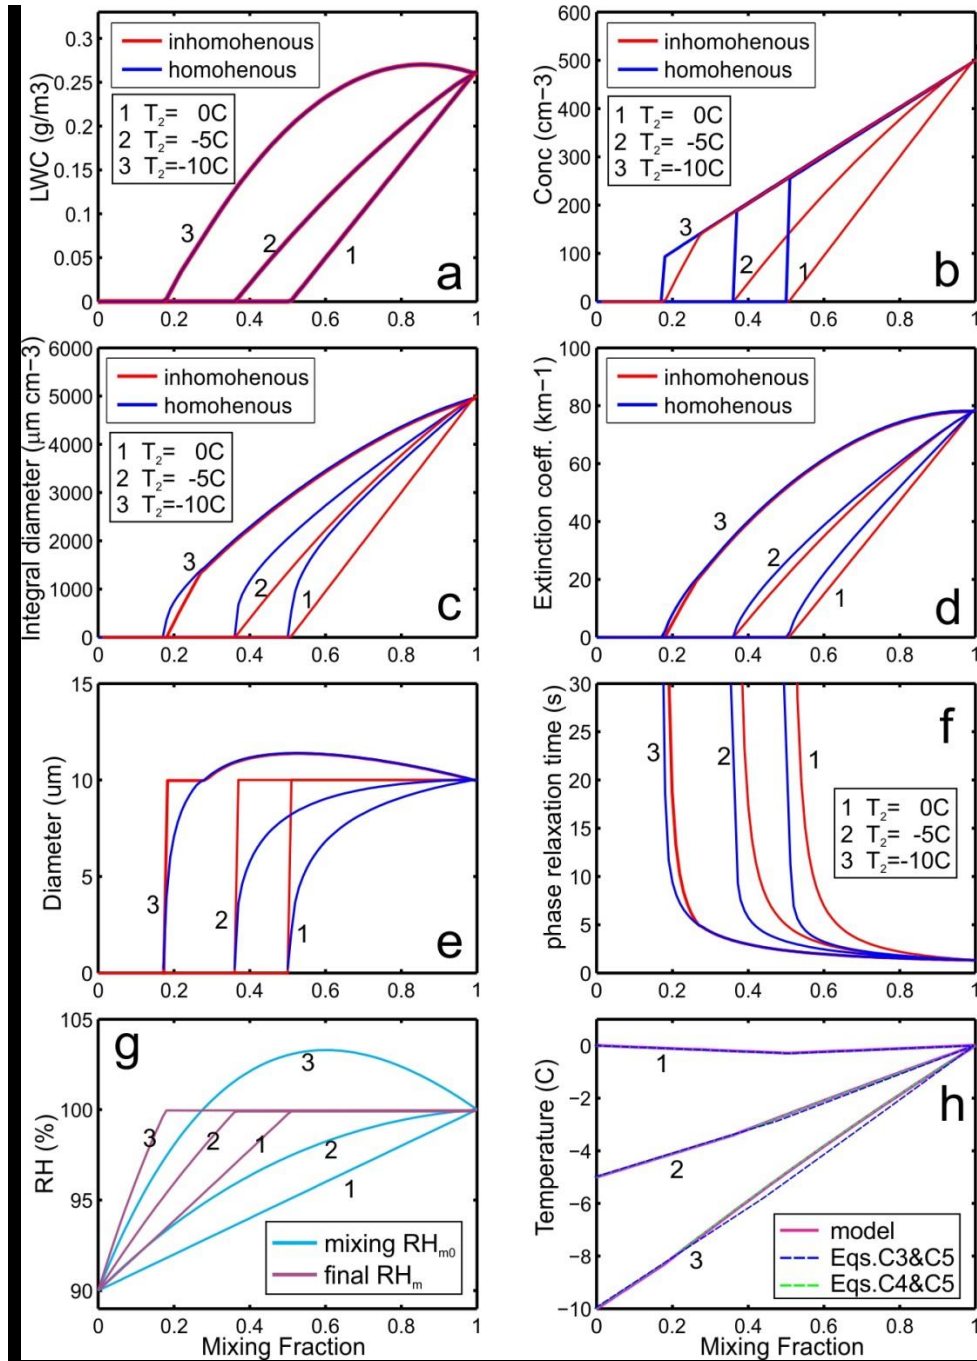 LWC (g/m3)
0.3
0.25
0.2
0.15
0.1
0.05
0
inhomohenous
homohenous
1 T2= 0C
2 T2= -5C
3 T2=-10C
3
2
1
a
0 0.2 0.4 0.6 0.8 1
Conc (cm−3)
600
500
400
300
200
100
0
inhomohenous
homohenous
1 T2= 0C
2 T2= -5C
3 T2=-10C
3
2
1
b
0 0.2 0.4 0.6 0.8 1
Integral diameter (μm cm−3)
6000
5000
4000
3000
2000
1000
0
inhomohenous
homohenous
1 T2= 0C
2 T2= -5C
3 T2=-10C
3
2
1
c
0 0.2 0.4 0.6 0.8 1
Extinction coeff. (km−1)
100
80
60
40
20
0
inhomohenous
homohenous
3
2
1
d
0 0.2 0.4 0.6 0.8 1
Diameter (um)
15
10
5
0
3
2
1
e
0 0.2 0.4 0.6 0.8 1
phase relaxation time (s)
30
25
20
15
10
5
0
f
3
2
1
1 T2= 0C
2 T2= -5C
3 T2=-10C
0 0.2 0.4 0.6 0.8 1
RH (%)
105
100
95
90
g
3
3
2
1
2
1
mixing RHm0
final RHm
0 0.2 0.4 0.6 0.8 1
Mixing Fraction
Temperature (C)
0
−2
−4
−6
−8
−10
1
2
3
h
model
Eqs.C3&C5
Eqs.C4&C5
0 0.2 0.4 0.6 0.8 1
Mixing Fraction